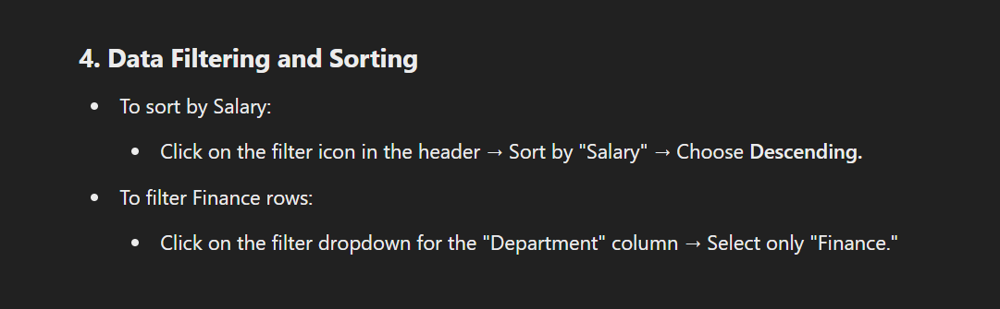 4. Data Filtering and Sorting
• To sort by Salary:
• Click on the filter icon in the header → Sort by "Salary" → Choose Descending.
• To filter Finance rows:
• Click on the filter dropdown for the "Department" column → Select only "Finance."